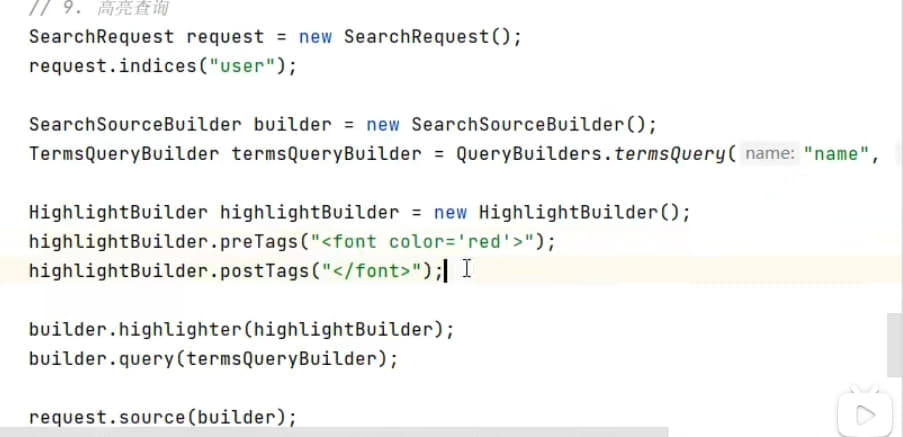 // 9. 高亮查询
SearchRequest request = new SearchRequest();
request.indices("user");
SearchSourceBuilder builder = new SearchSourceBuilder();
TermsQueryBuilder termsQueryBuilder = QueryBuilders.termsQuery( name: "name",
HighlightBuilder highlightBuilder = new HighlightBuilder();
highlightBuilder.preTags("<font color='red'>");
highlightBuilder.postTags("</font>");
builder.highlighter(highlightBuilder);
builder.query(termsQueryBuilder);
request.source(builder);